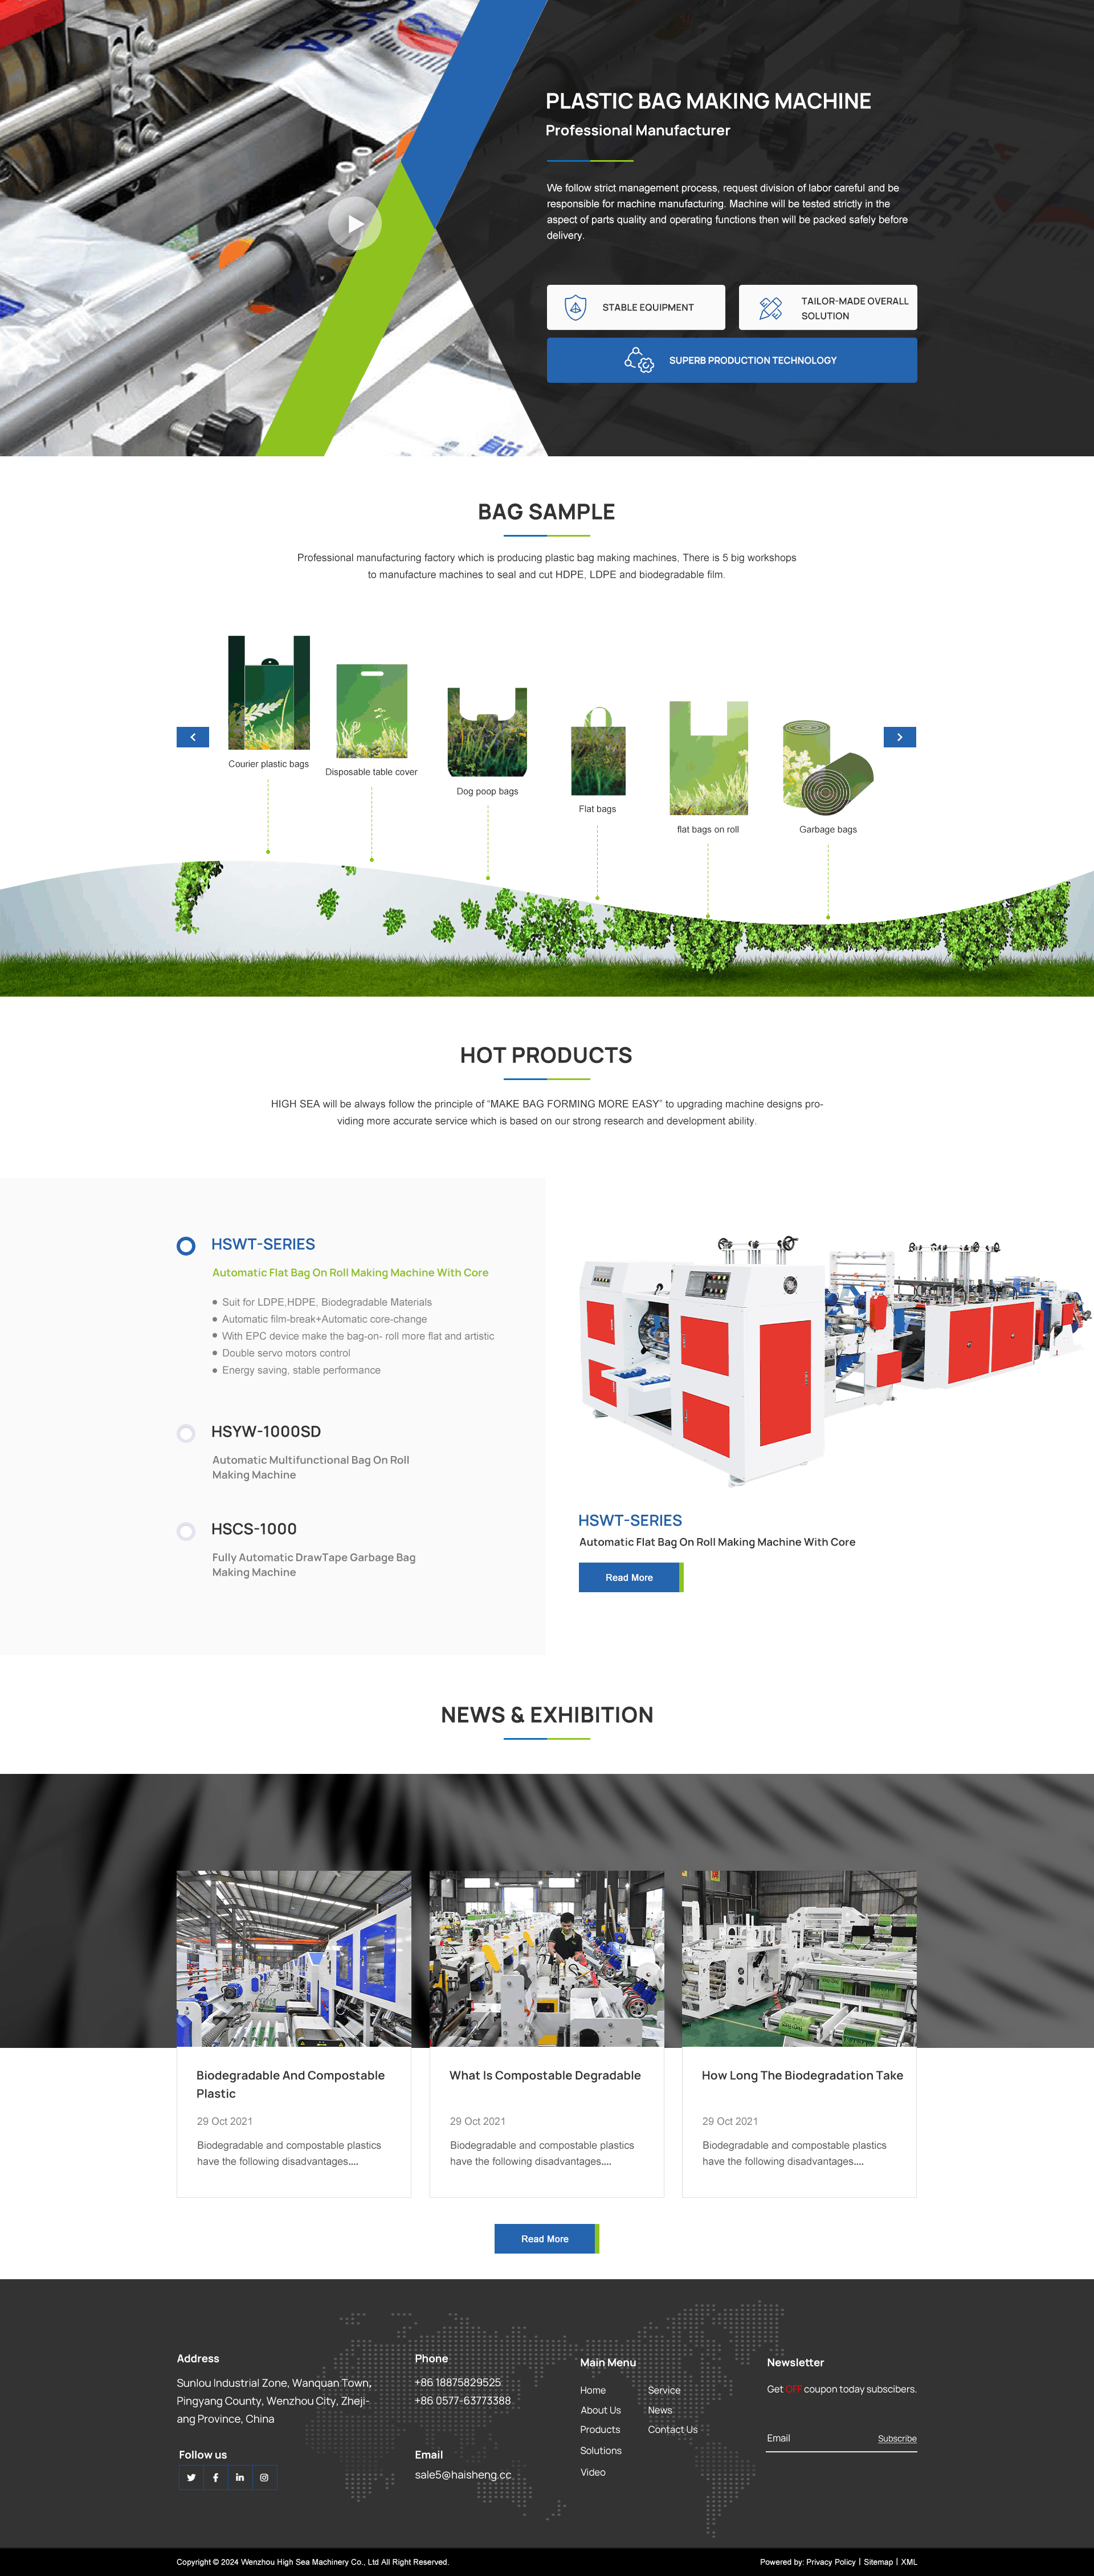 PLASTIC BAG MAKING MACHINE
Professional Manufacturer
We follow strict management process, request division of labor careful and be
responsible for machine manufacturing. Machine will be tested strictly in the
aspect of parts quality and operating functions then will be packed safely before
delivery.
STABLE EQUIPMENT
TAILOR-MADE OVERALL
SOLUTION
SUPERB PRODUCTION TECHNOLOGY
BAG SAMPLE
Professional manufacturing factory which is producing plastic bag making machines, There is 5 big workshops
to manufacture machines to seal and cut HDPE, LDPE and biodegradable film.
Courier plastic bags
Disposable table cover
Dog poop bags
Flat bags
flat bags on roll
Garbage bags
HOT PRODUCTS
HIGH SEA will be always follow the principle of “MAKE BAG FORMING MORE EASY” to upgrading machine designs pro-
viding more accurate service which is based on our strong research and development ability.
HSWT-SERIES
Automatic Flat Bag On Roll Making Machine With Core
Suit for LDPE,HDPE, Biodegradable Materials
Automatic film-break+Automatic core-change
With EPC device make the bag-on- roll more flat and artistic
Double servo motors control
Energy saving, stable performance
HSYW-1000SD
Automatic Multifunctional Bag On Roll
Making Machine
HSCS-1000
Fully Automatic DrawTape Garbage Bag
Making Machine
HSWT-SERIES
Automatic Flat Bag On Roll Making Machine With Core
Read More
NEWS & EXHIBITION
Biodegradable And Compostable
Plastic
29 Oct 2021
Biodegradable and compostable plastics
have the following disadvantages....
What Is Compostable Degradable
29 Oct 2021
Biodegradable and compostable plastics
have the following disadvantages....
How Long The Biodegradation Take
29 Oct 2021
Biodegradable and compostable plastics
have the following disadvantages....
Read More
Address
Sunlou Industrial Zone, Wanquan Town,
Pingyang County, Wenzhou City, Zheji-
ang Province, China
Follow us
Phone
+86 18875829525
+86 0577-63773388
Email
sale5@haisheng.cc
Main Menu
Home
About Us
Products
Solutions
Video
Service
News
Contact Us
Newsletter
Get OFF coupon today subscibers.
Email Subscribe
Copyright © 2024 Wenzhou High Sea Machinery Co., Ltd All Right Reserved.
Powered by: Privacy Policy | Sitemap | XML